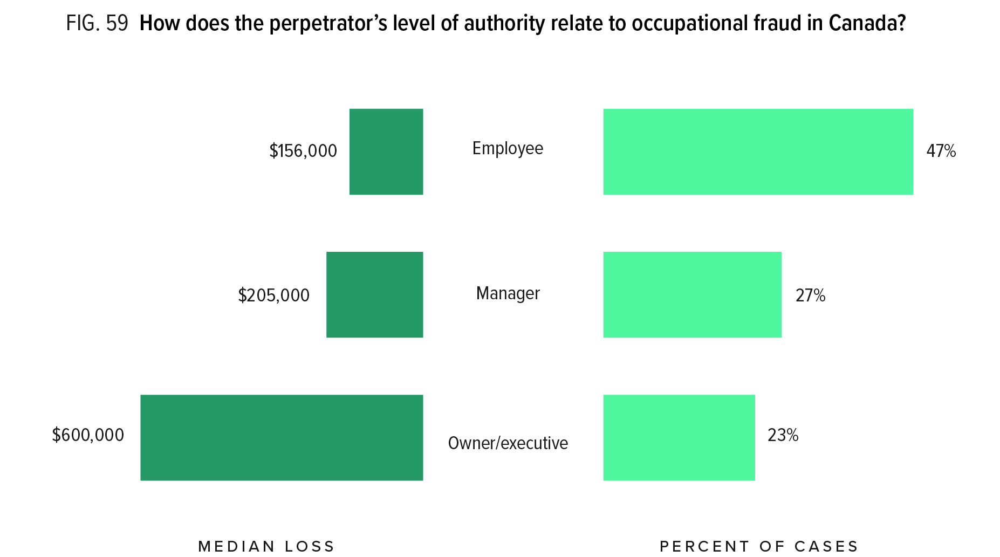 FIG. 59 How does the perpetrator’s level of authority relate to occupational fraud in Canada?
$156,000 Employee 47%
$205,000 Manager 27%
$600,000 Owner/executive 23%
MEDIAN LOSS PERCENT OF CASES